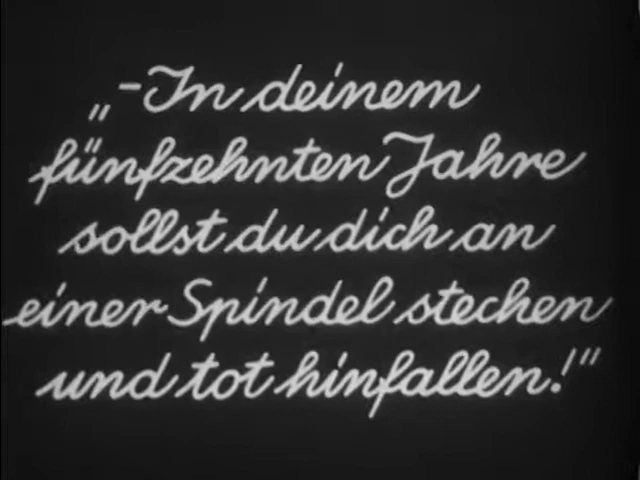 „-In deinem
fünfzehnten Jahre
sollst du dich an
einer Spindel stechen
und tot hinfallen!"